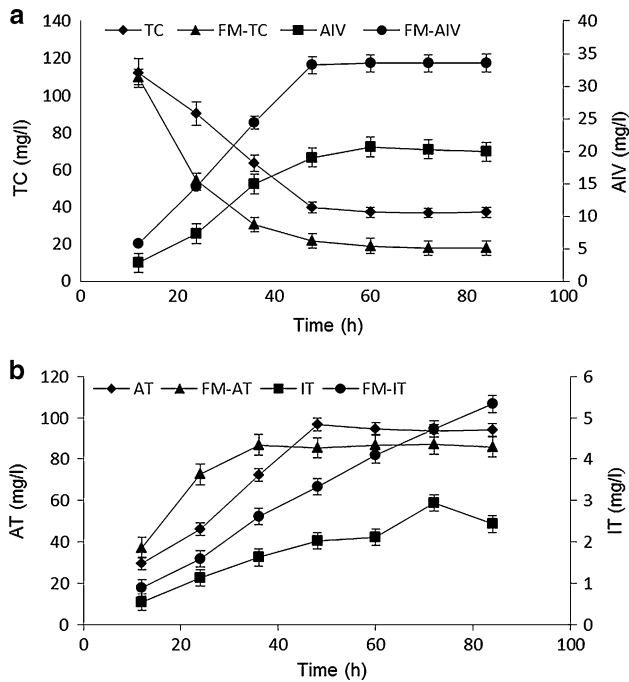 a
TC FM-TC AIV FM-AIV
140 120 100 80 60 40 20 0
TC (mg/l)
40 35 30 25 20 15 10 5 0
AIV (mg/l)
0 20 40 60 80 100
Time (h)
b
AT FM-AT IT FM-IT
120 100 80 60 40 20 0
AT (mg/l)
6 5 4 3 2 1 0
IT (mg/l)
0 20 40 60 80 100
Time (h)